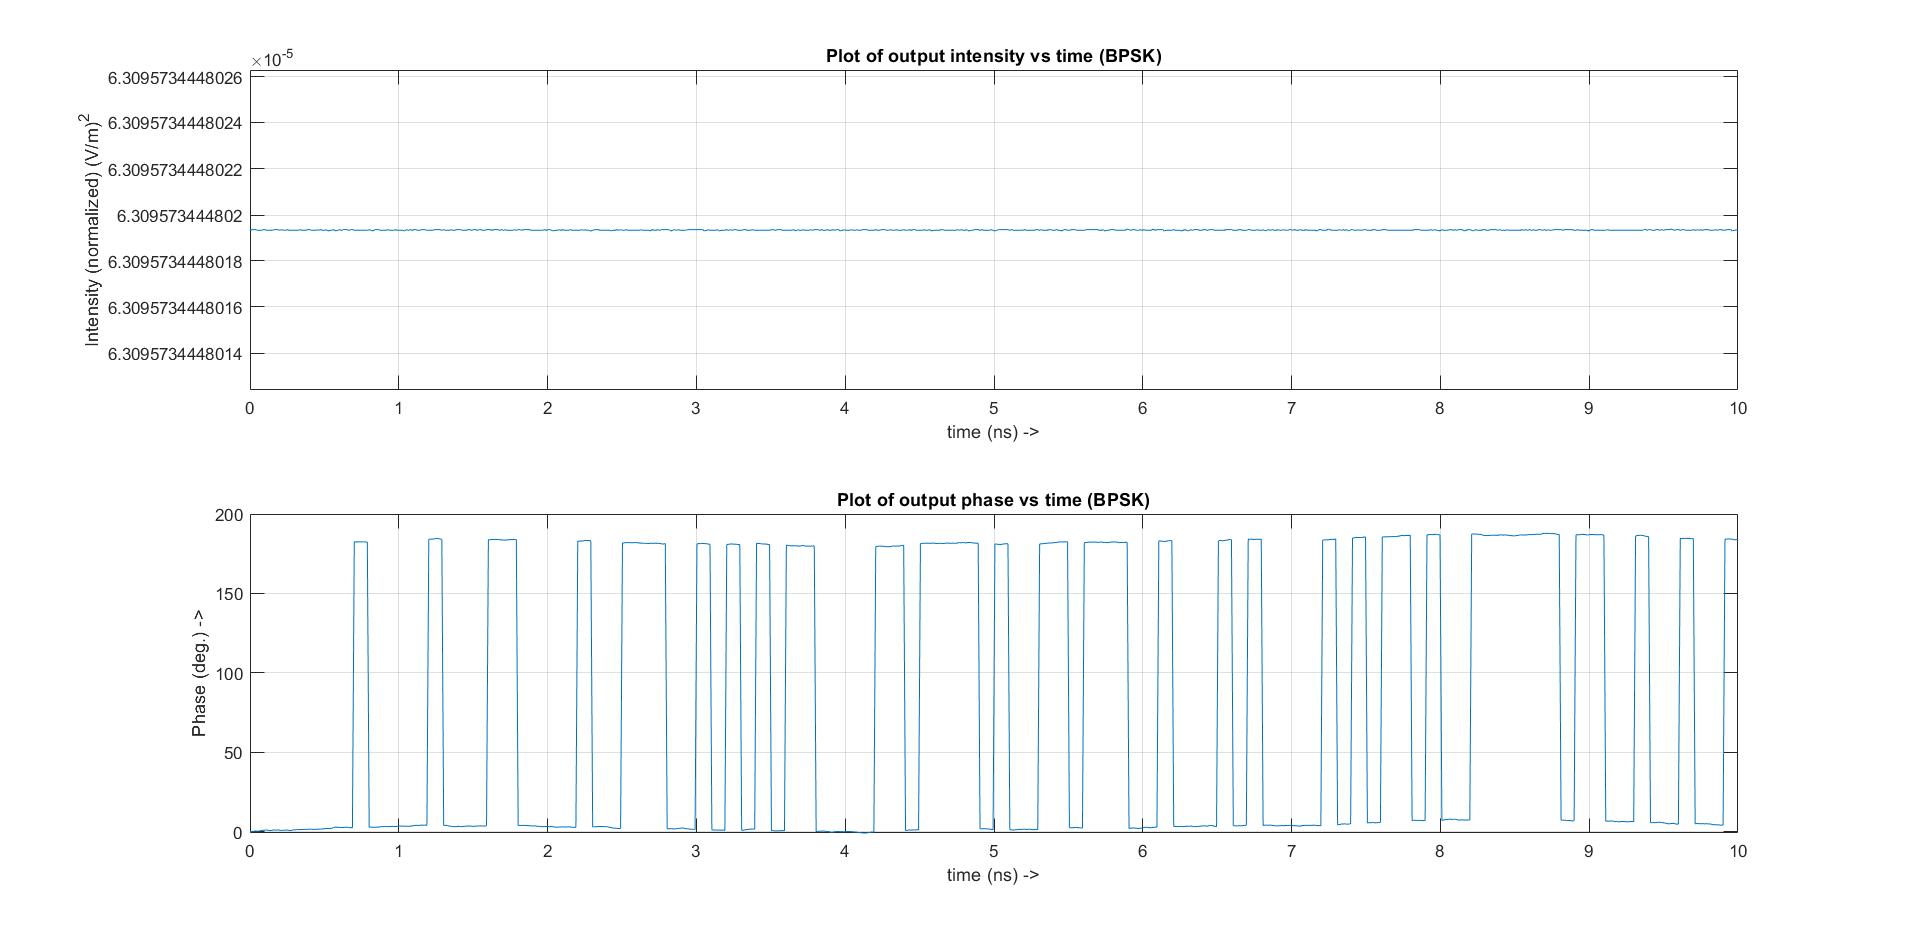 Plot of output intensity vs time (BPSK)
×10-5
6.3095734448026
6.3095734448024
6.3095734448022
6.309573444802
6.3095734448018
6.3095734448016
6.3095734448014
Intensity (normalized) (V/m)2
0 1 2 3 4 5 6 7 8 9 10
time (ns) ->
Plot of output phase vs time (BPSK)
200
150
100
50
0
Phase (deg.) ->
0 1 2 3 4 5 6 7 8 9 10
time (ns) ->